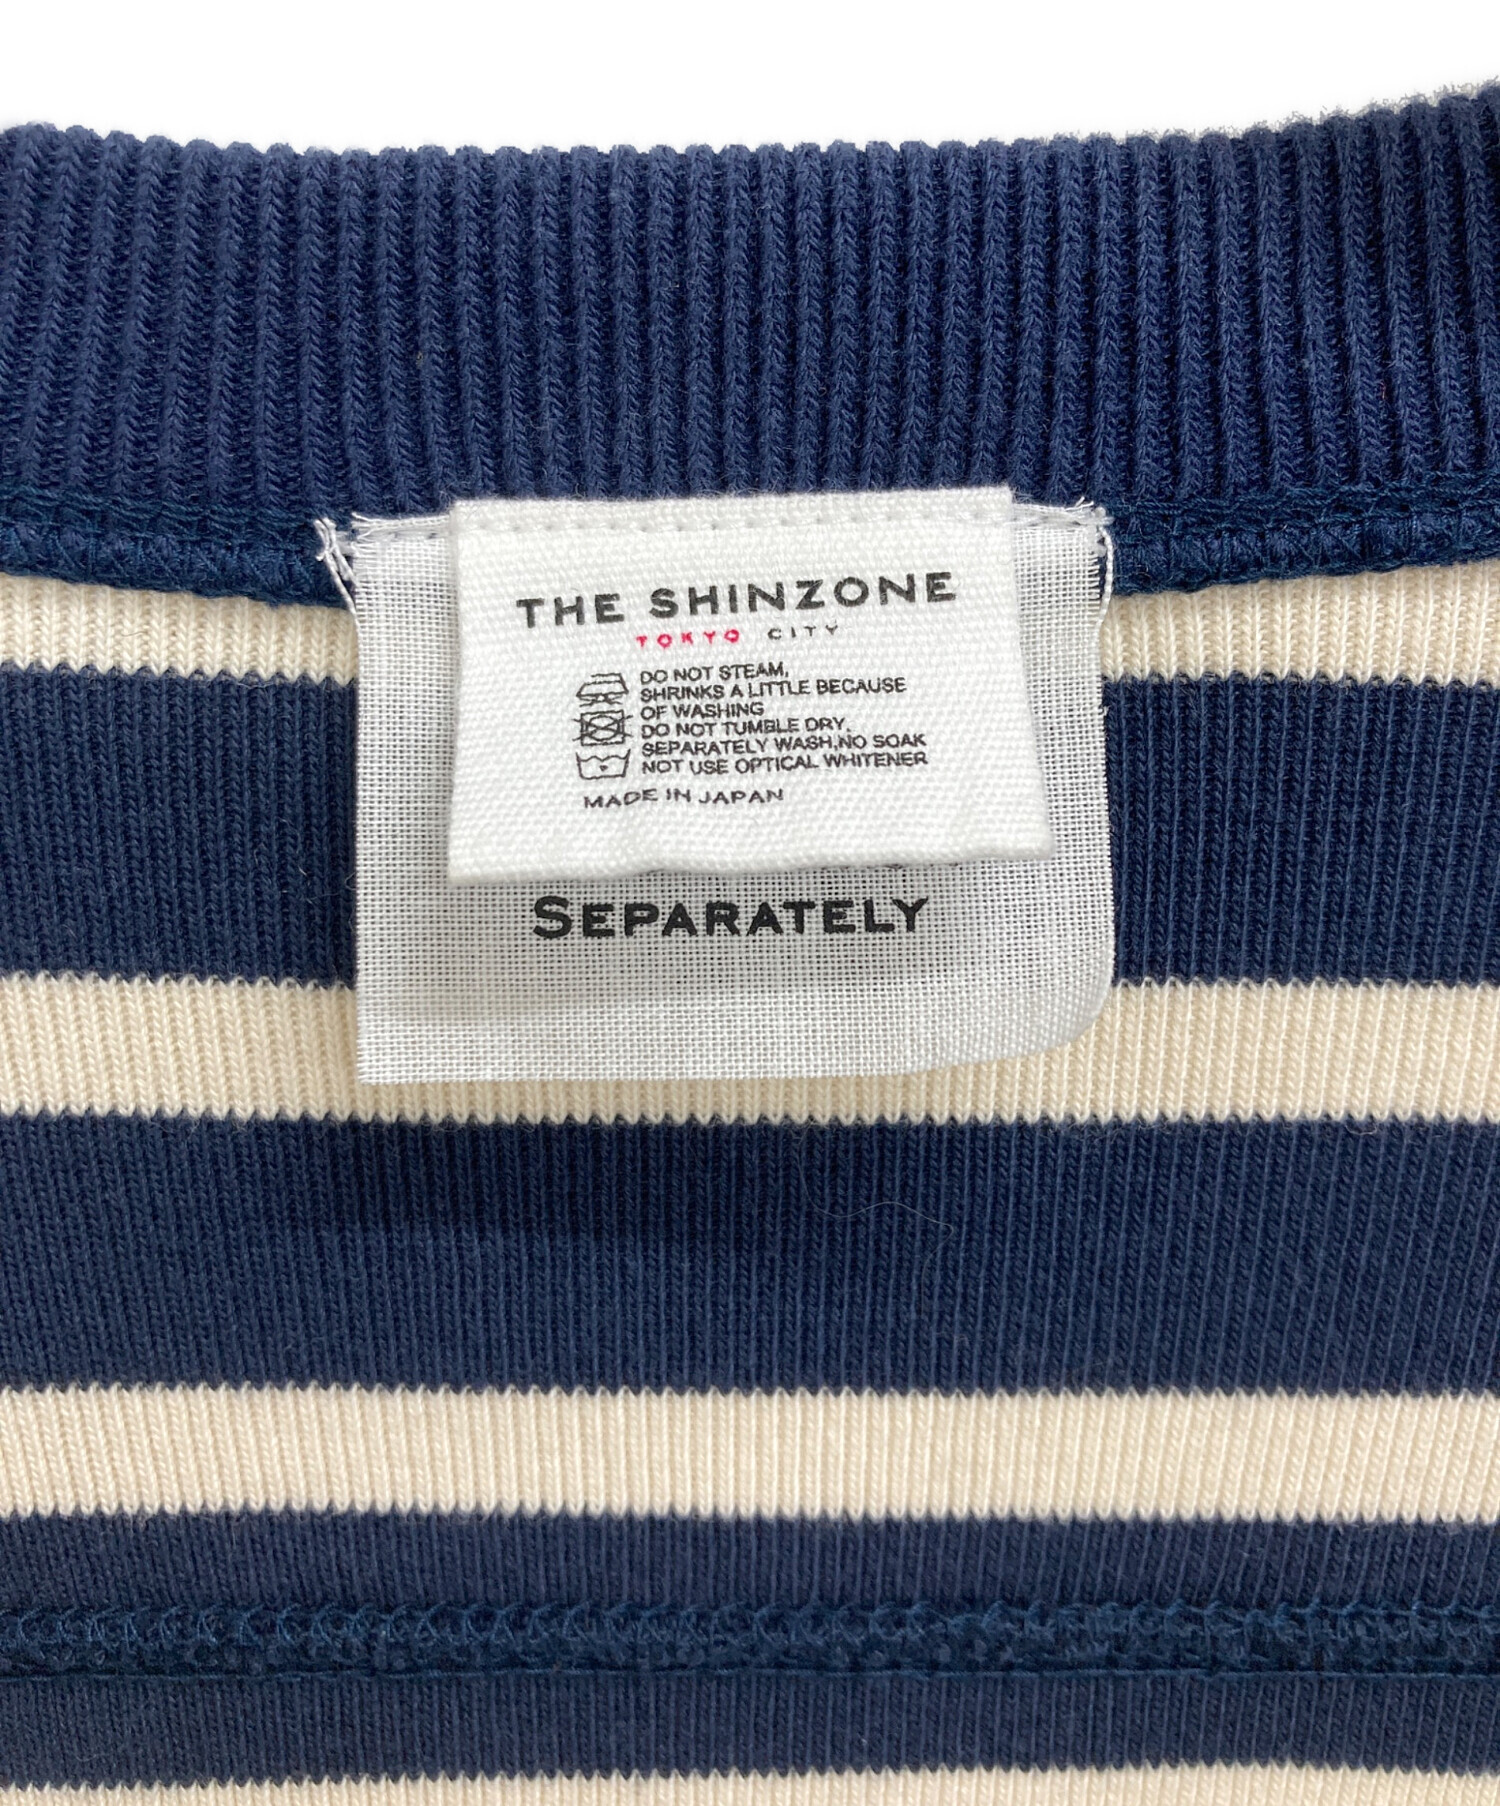 THE SHINZONE
TOKYO CITY
DO NOT STEAM,
SHRINKS A LITTLE BECAUSE
OF WASHING
DO NOT TUMBLE DRY.
SEPARATELY WASH,NO SOAK
NOT USE OPTICAL WHITENER
MADE IN JAPAN
SEPARATELY